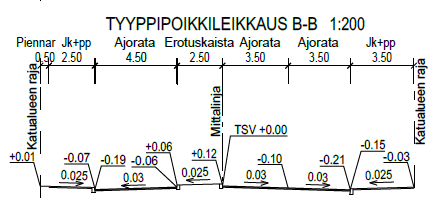 TYYPPIPOIKKILEIKKAUS B-B 1:200
Piennar Jk+pp Ajorata Erotuskaista Ajorata Ajorata Jk+pp
0.50 2.50 4.50 2.50 3.50 3.50 3.50
Katualueen raja
Mittalinja
Katualueen raja
TSV +0.00
+0.01 -0.07 -0.19 -0.06 +0.06 +0.12 -0.10 -0.21 -0.15 -0.03
0.025 0.03 0.025 0.03 0.03 0.025